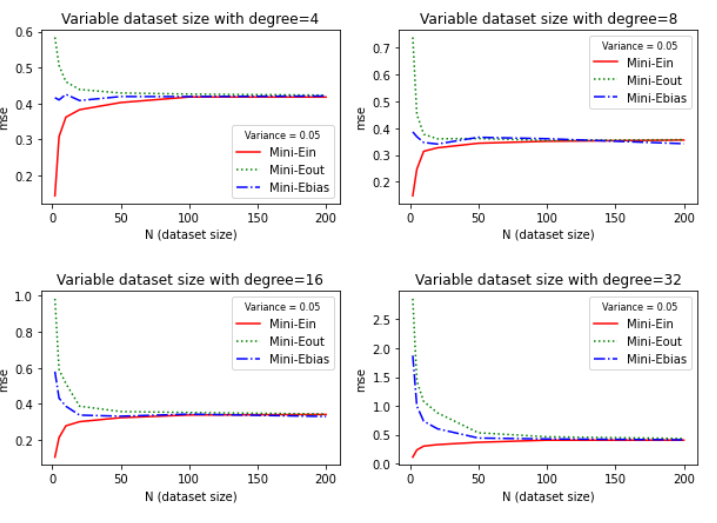 Variable dataset size with degree=4
0.6
0.5
0.4
0.3
0.2
mse
Variance = 0.05
Mini-Ein
Mini-Eout
Mini-Ebias
0 50 100 150 200
N (dataset size)
Variable dataset size with degree=8
0.7
0.6
0.5
0.4
0.3
0.2
mse
Variance = 0.05
Mini-Ein
Mini-Eout
Mini-Ebias
0 50 100 150 200
N (dataset size)
Variable dataset size with degree=16
1.0
0.8
0.6
0.4
0.2
mse
Variance = 0.05
Mini-Ein
Mini-Eout
Mini-Ebias
0 50 100 150 200
N (dataset size)
Variable dataset size with degree=32
2.5
2.0
1.5
1.0
0.5
0.0
mse
Variance = 0.05
Mini-Ein
Mini-Eout
Mini-Ebias
0 50 100 150 200
N (dataset size)